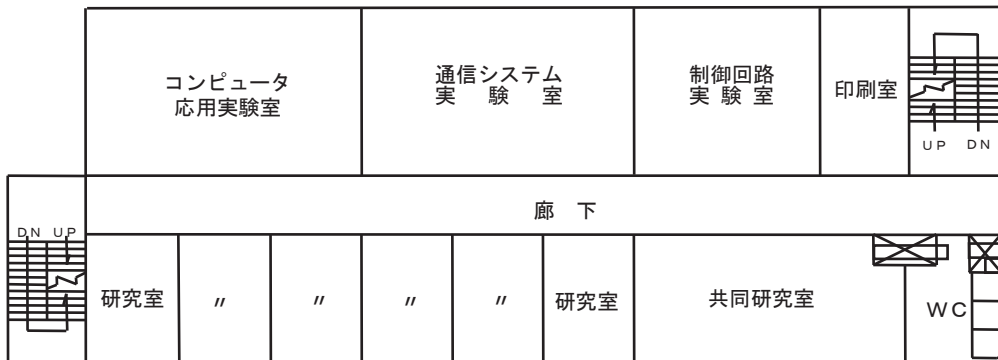 コンピュータ
応用実験室
通信システム
実験室
制御回路
実験室
印刷室
UP DN
廊下
DN UP
研究室
〃
〃
〃
〃
研究室
共同研究室
WC